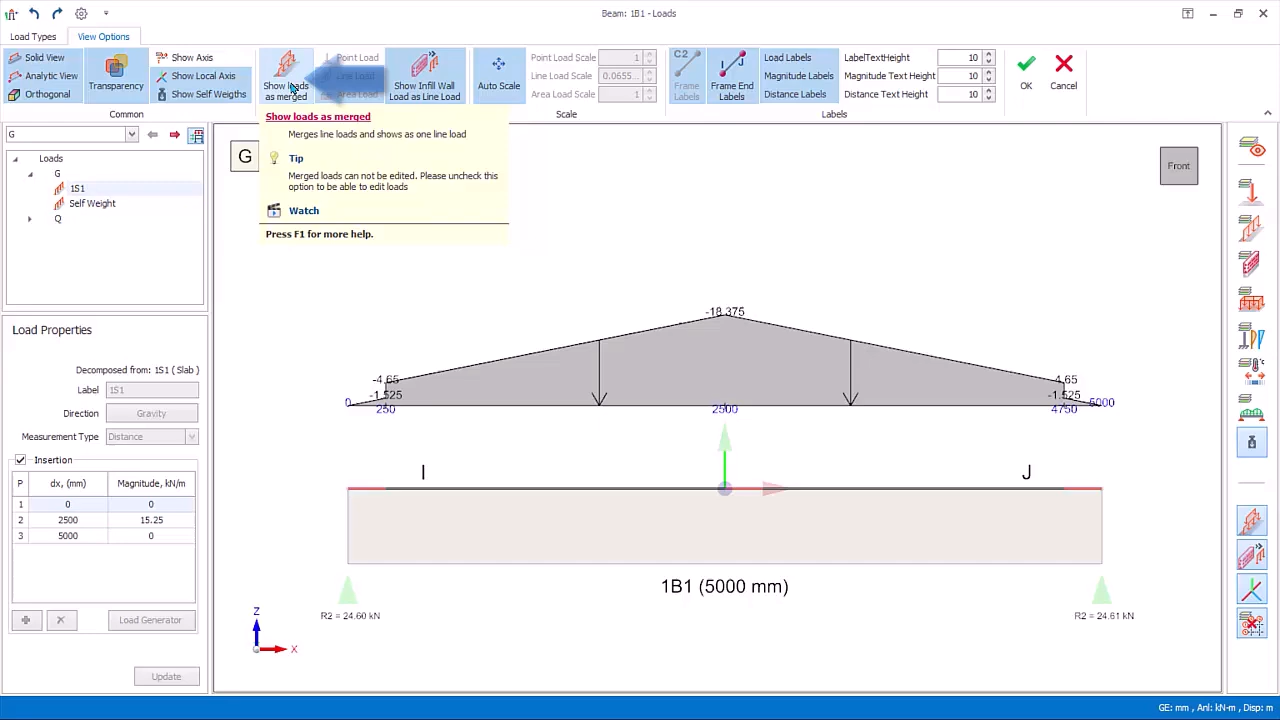 Beam: 1B1 - Loads
Load Types
View Options
Solid View
Analytic View
Orthogonal
Transparency
Show Axis
Show Local Axis
Show Self Weigths
Common
Show loads as merged
Point Load
Line Load
Area Load
Show Infill Wall Load as Line Load
Auto Scale
Point Load Scale 1
Line Load Scale 0.0655...
Area Load Scale 1
Scale
C2
Frame Labels
I J
Frame End Labels
Load Labels
Magnitude Labels
Distance Labels
LabelTextHeight 10
Magnitude Text Height 10
Distance Text Height 10
Labels
OK
Cancel
G
Loads
G
1S1
Self Weight
Q
Show loads as merged
Merges line loads and shows as one line load
Tip
Merged loads can not be edited. Please uncheck this
option to be able to edit loads
Watch
Press F1 for more help.
G
Front
Load Properties
Decomposed from: 1S1 ( Slab )
Label 1S1
Direction Gravity
Measurement Type Distance
Insertion
P dx, (mm) Magnitude, kN/m
1 0 0
2 2500 15.25
3 5000 0
Load Generator
Update
-18.375
-4.65 4.65
-1.525 -1.525
0 250 2500 4750 5000
I J
1B1 (5000 mm)
R2 = 24.60 kN R2 = 24.61 kN
Z
X
GE: mm , Anl: kN-m , Disp: m